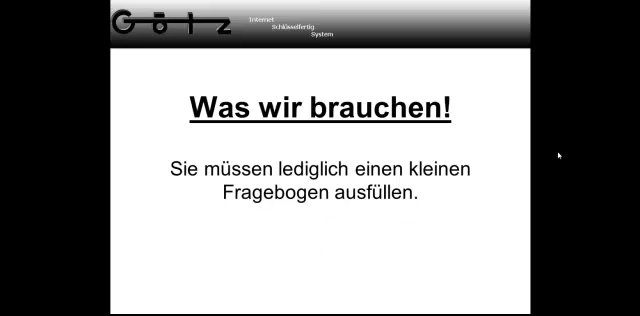 Götz
Internet
Schlüsselfertig
System
Was wir brauchen!
Sie müssen lediglich einen kleinen
Fragebogen ausfüllen.